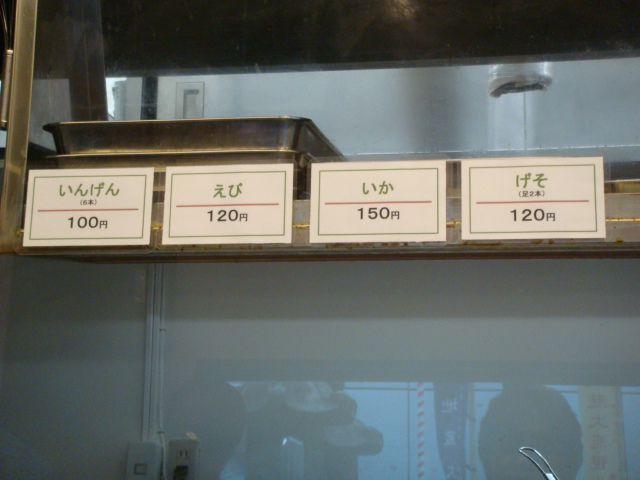 いんげん
(6本)
100円
えび
120円
いか
150円
げそ
(足2本)
120円